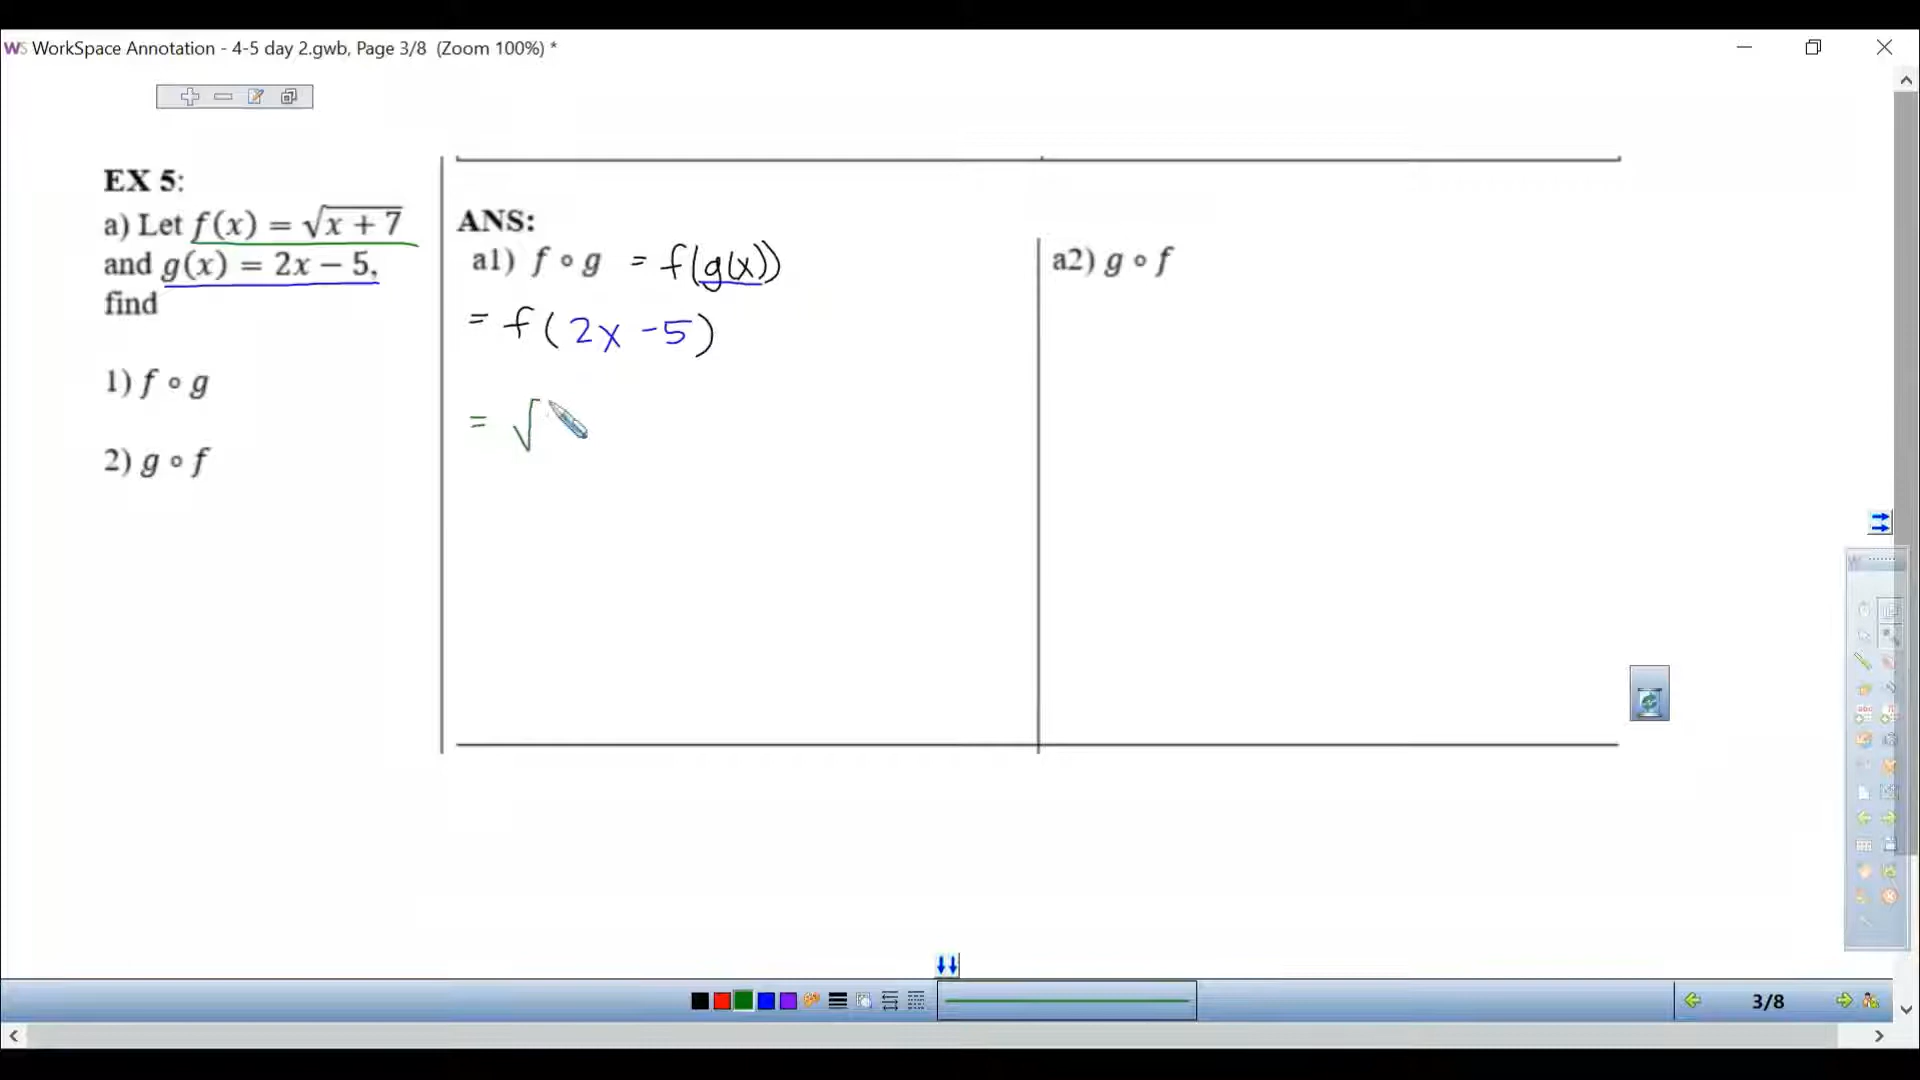 WS WorkSpace Annotation - 4-5 day 2.gwb, Page 3/8 (Zoom 100%) *
EX 5:
a) Let f(x) = √(x + 7)
and g(x) = 2x − 5,
find
1) f ∘ g
2) g ∘ f
ANS:
a1) f ∘ g = f(g(x))
= f(2x -5)
= √
a2) g ∘ f
3/8